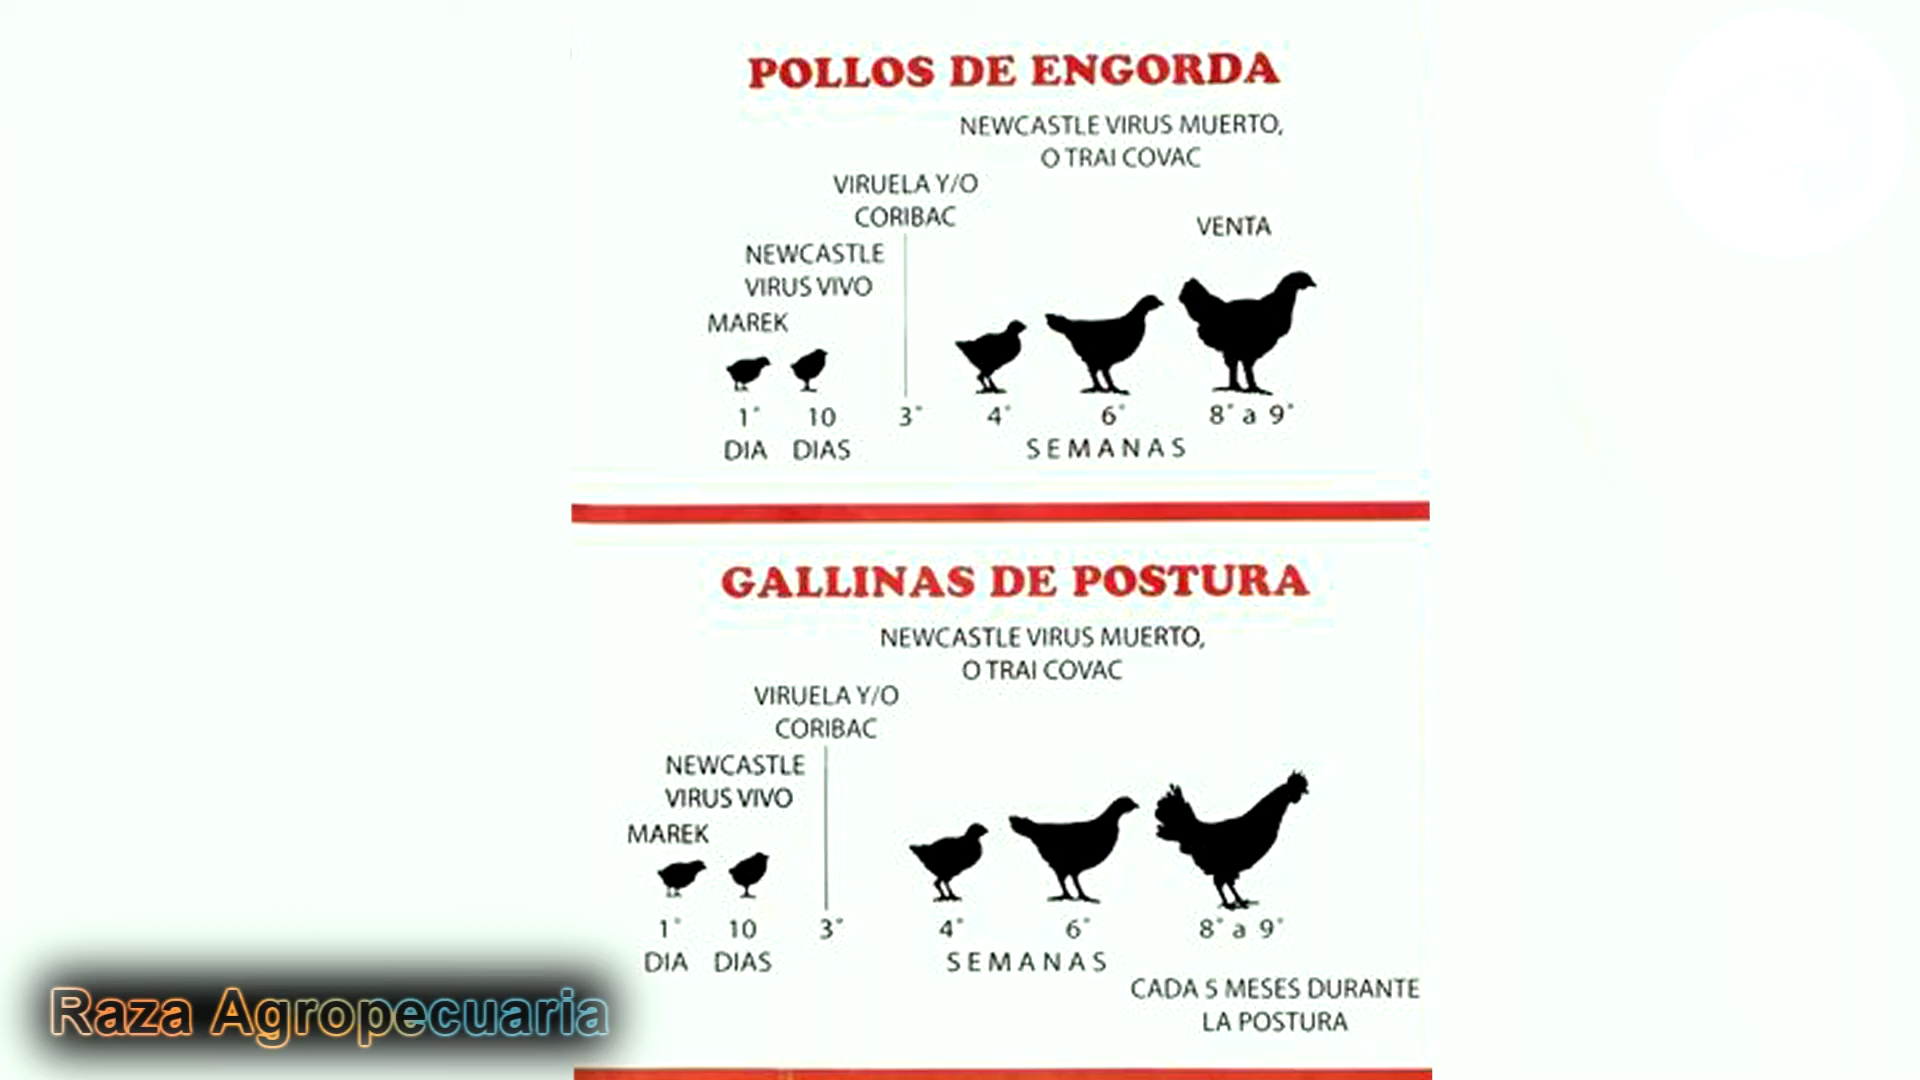 POLLOS DE ENGORDA
NEWCASTLE VIRUS MUERTO,
O TRAI COVAC
VIRUELA Y/O
CORIBAC
VENTA
NEWCASTLE
VIRUS VIVO
MAREK
1° 10 3° 4° 6° 8° a 9°
DIA DIAS SEMANAS
GALLINAS DE POSTURA
NEWCASTLE VIRUS MUERTO,
O TRAI COVAC
VIRUELA Y/O
CORIBAC
NEWCASTLE
VIRUS VIVO
MAREK
1° 10 3° 4° 6° 8° a 9°
DIA DIAS SEMANAS
CADA 5 MESES DURANTE
LA POSTURA
Raza Agropecuaria